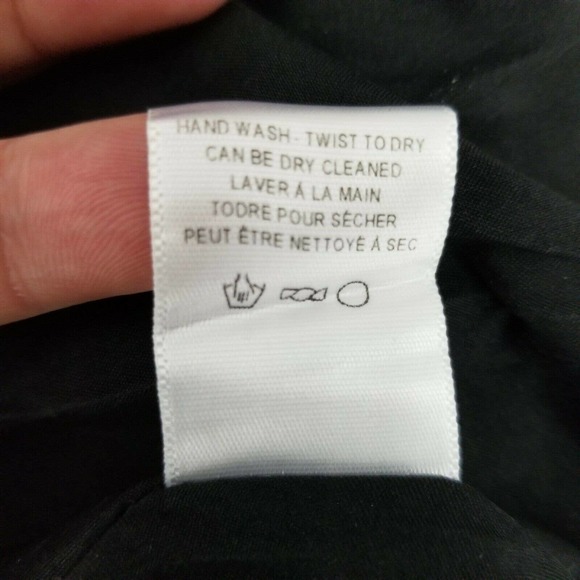 HAND WASH - TWIST TO DRY
CAN BE DRY CLEANED
LAVER Á LA MAIN
TODRE POUR SÉCHER
PEUT ÊTRE NETTOYÉ Á SEC